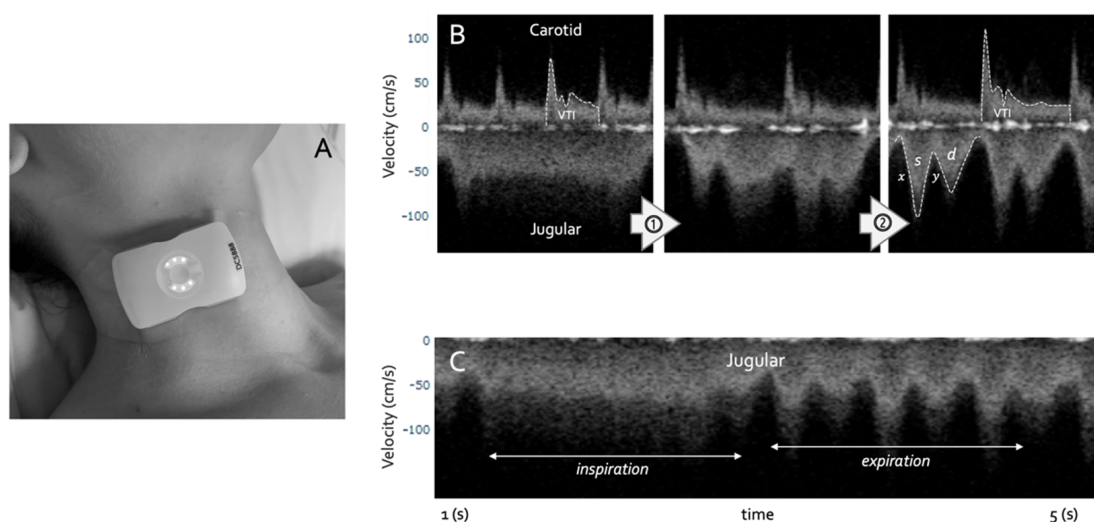 A
DC5888
B
Carotid
Velocity (cm/s)
100
50
0
-50
-100
VTI
Jugular
1
2
VTI
s
d
x
y
C
Jugular
Velocity (cm/s)
0
-50
-100
inspiration
expiration
1 (s)
time
5 (s)